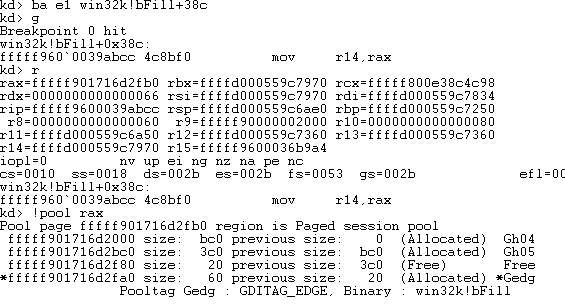 kd> ba e1 win32k!bFill+38c
kd> g
Breakpoint 0 hit
win32k!bFill+0x38c:
fffff960`0039abcc 4c8bf0          mov     r14,rax
kd> r
rax=fffff901716d2fb0 rbx=ffffd000559c7970 rcx=fffff800e38c4c98
rdx=0000000000000066 rsi=ffffd000559c7970 rdi=ffffd000559c7834
rip=fffff9600039abcc rsp=ffffd000559c6ae0 rbp=ffffd000559c7250
 r8=0000000000000060  r9=fffff90000002000 r10=0000000000000080
r11=ffffd000559c6a50 r12=ffffd000559c7360 r13=ffffd000559c7360
r14=ffffd000559c7970 r15=fffff9600036b9a4
iopl=0         nv up ei ng nz na pe nc
cs=0010  ss=0018  ds=002b  es=002b  fs=0053  gs=002b             efl=00
win32k!bFill+0x38c:
fffff960`0039abcc 4c8bf0          mov     r14,rax
kd> !pool rax
Pool page fffff901716d2fb0 region is Paged session pool
 fffff901716d2000 size:  bc0 previous size:    0  (Allocated)  Gh04
 fffff901716d2bc0 size:  3c0 previous size:  bc0  (Allocated)  Gh05
 fffff901716d2f80 size:   20 previous size:  3c0  (Free)       Free
*fffff901716d2fa0 size:   60 previous size:   20  (Allocated) *Gedg
Pooltag Gedg : GDITAG_EDGE, Binary : win32k!bFill